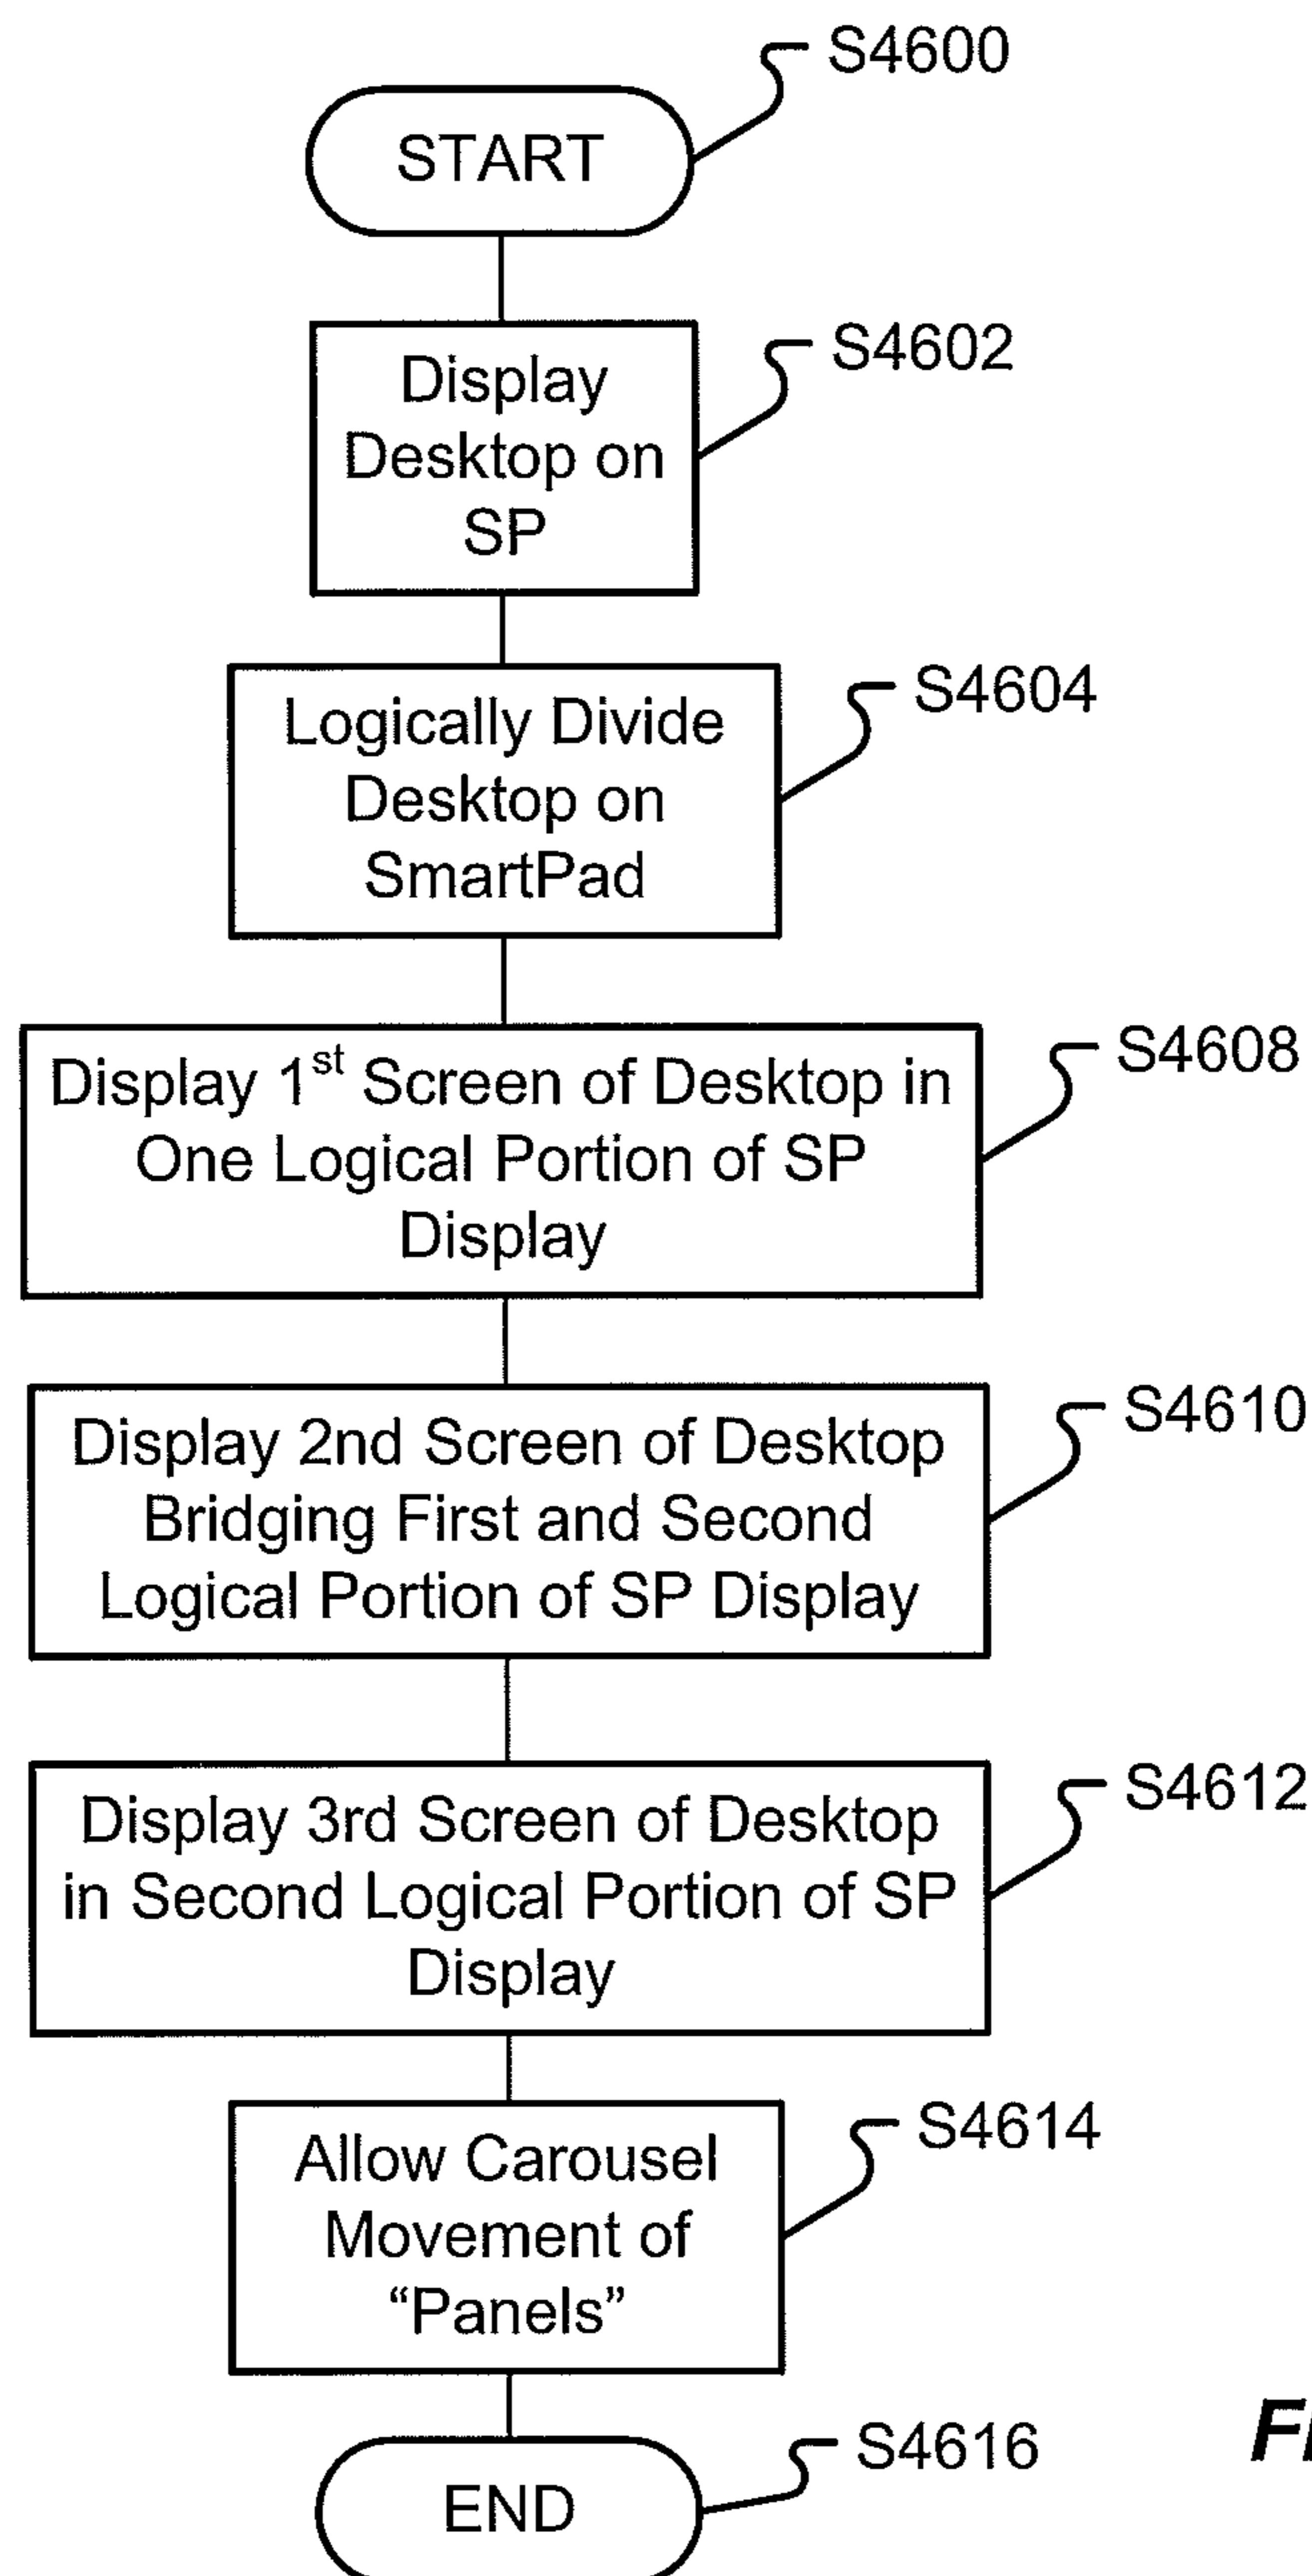 S4600
START
S4602
Display
Desktop on
SP
S4604
Logically Divide
Desktop on
SmartPad
S4608
Display 1st Screen of Desktop in
One Logical Portion of SP
Display
S4610
Display 2nd Screen of Desktop
Bridging First and Second
Logical Portion of SP Display
S4612
Display 3rd Screen of Desktop
in Second Logical Portion of SP
Display
S4614
Allow Carousel
Movement of
“Panels”
S4616
END